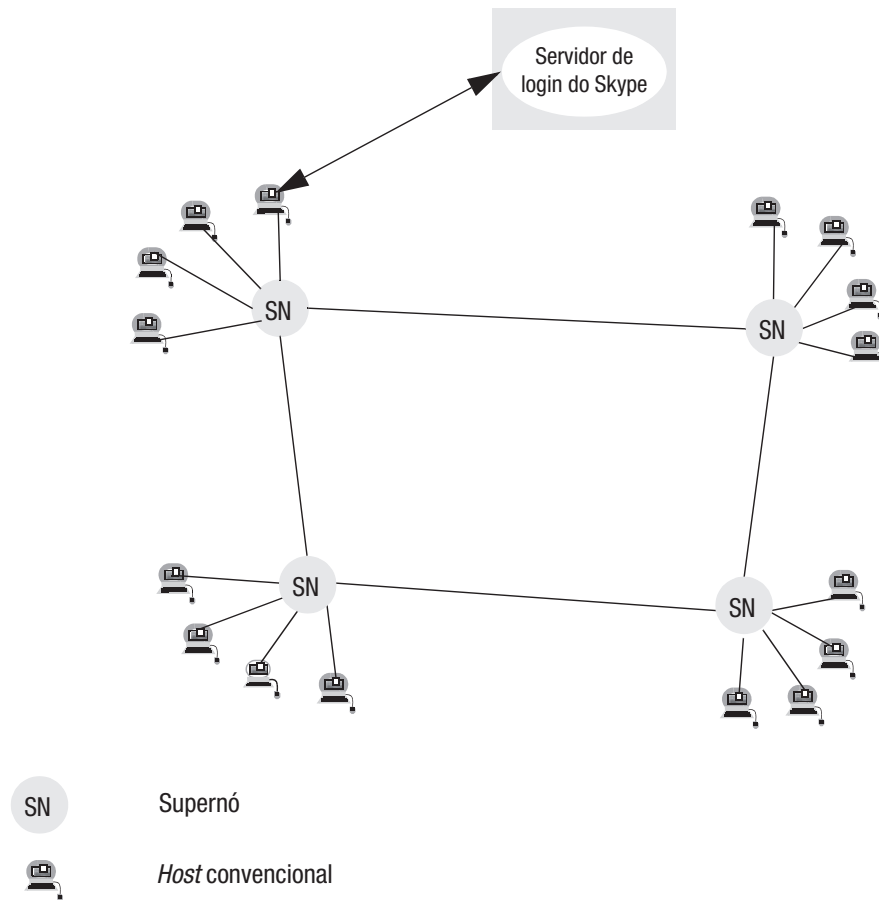 Servidor de
login do Skype
SN
SN
SN
SN
SN
Supernó
Host convencional